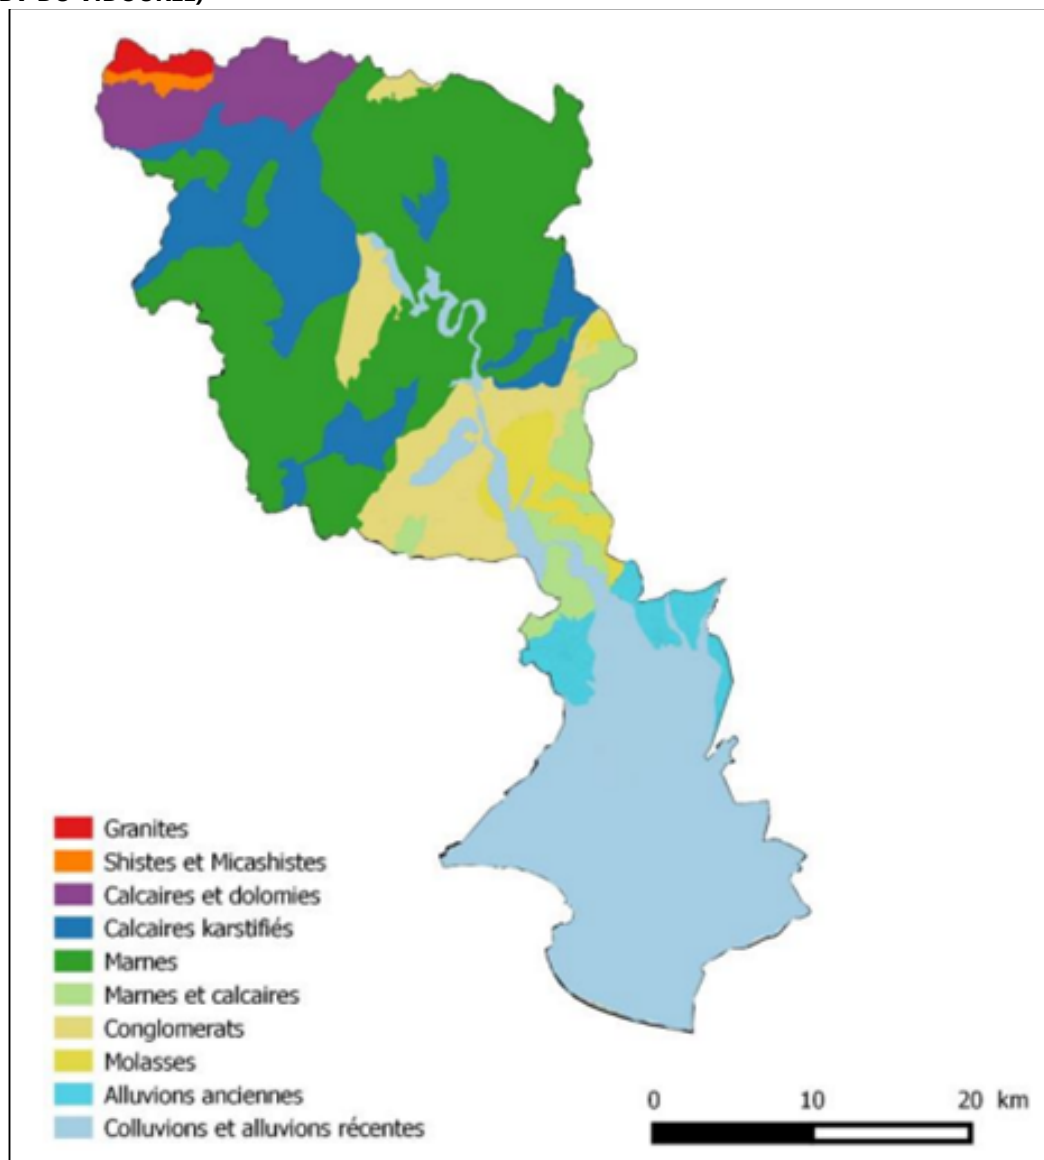 Granites
Shistes et Micashistes
Calcaires et dolomies
Calcaires karstifiés
Marnes
Marnes et calcaires
Conglomerats
Molasses
Alluvions anciennes
Colluvions et alluvions récentes
0 10 20 km